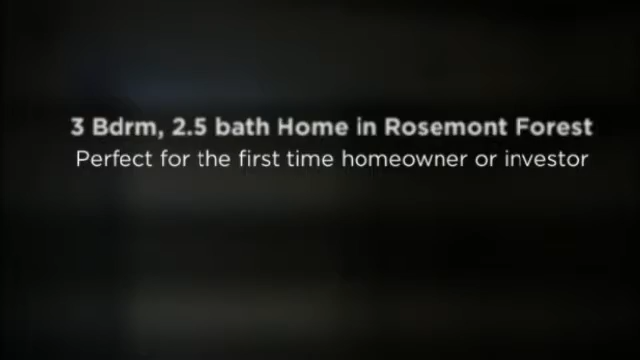 3 Bdrm, 2.5 bath Home in Rosemont Forest
Perfect for the first time homeowner or investor